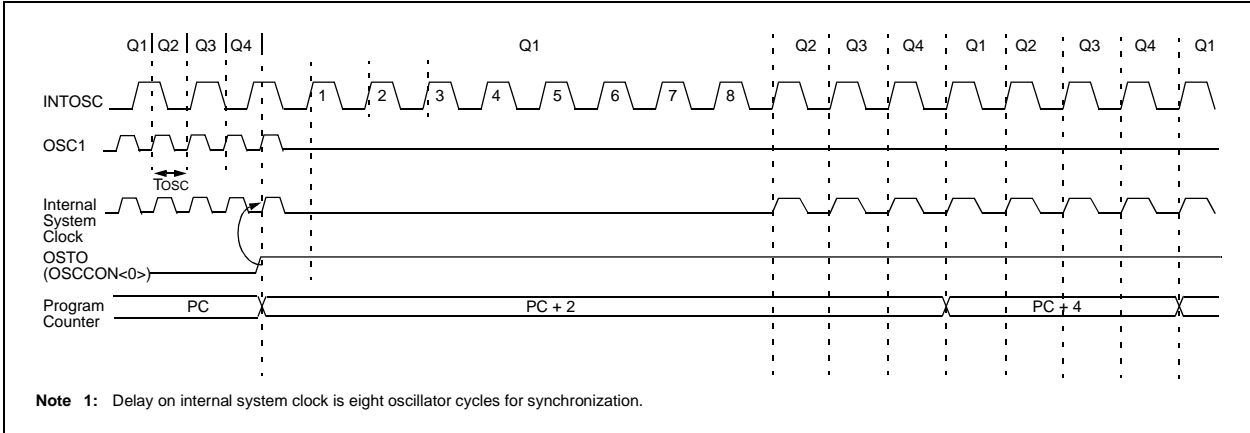 Q1 Q2 Q3 Q4 Q1 Q2 Q3 Q4 Q1 Q2 Q3 Q4 Q1
INTOSC 1 2 3 4 5 6 7 8
OSC1
TOSC
Internal
System
Clock
OSTO
(OSCCON<0>)
Program
Counter
PC PC + 2 PC + 4
Note 1: Delay on internal system clock is eight oscillator cycles for synchronization.